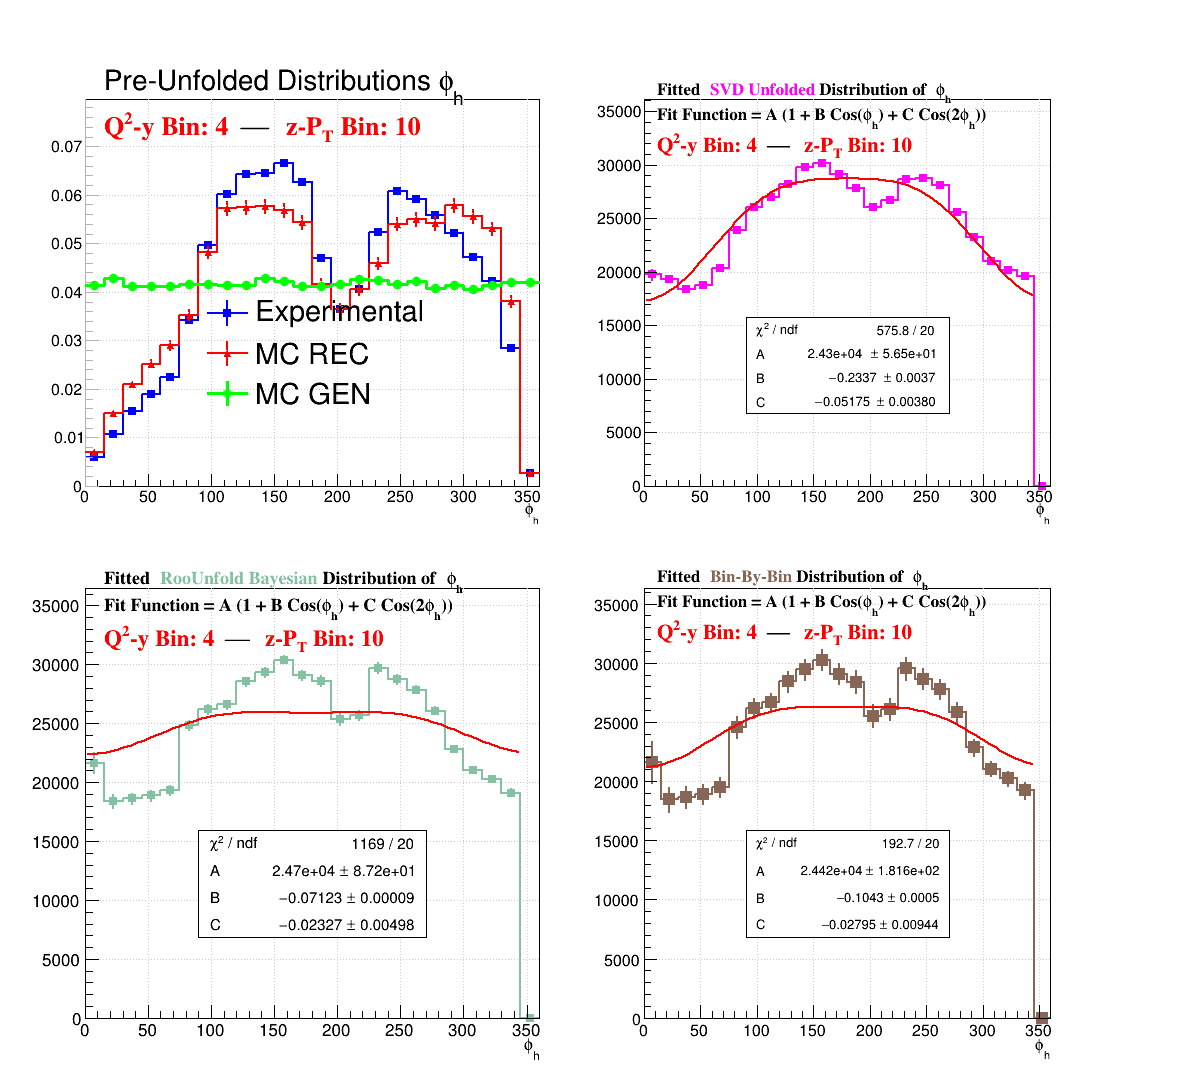 Pre-Unfolded Distributions ϕh
Q2-y Bin: 4 — z-PT Bin: 10
0.07
0.06
0.05
0.04
0.03
0.02
0.01
0
Experimental
MC REC
MC GEN
0 50 100 150 200 250 300
ϕh
Fitted SVD Unfolded Distribution of ϕh
Fit Function = A (1 + B Cos(ϕh) + C Cos(2ϕh))
Q2-y Bin: 4 — z-PT Bin: 10
35000
30000
25000
20000
15000
10000
5000
0
χ2 / ndf 575.8 / 20
A 2.43e+04 ± 5.65e+01
B −0.2337 ± 0.0037
C −0.05175 ± 0.00380
0 50 100 150 200 250 300 350
ϕh
Fitted RooUnfold Bayesian Distribution of ϕh
Fit Function = A (1 + B Cos(ϕh) + C Cos(2ϕh))
Q2-y Bin: 4 — z-PT Bin: 10
35000
30000
25000
20000
15000
10000
5000
0
χ2 / ndf 1169 / 20
A 2.47e+04 ± 8.72e+01
B −0.07123 ± 0.00009
C −0.02327 ± 0.00498
0 50 100 150 200 250 300
ϕh
Fitted Bin-By-Bin Distribution of ϕh
Fit Function = A (1 + B Cos(ϕh) + C Cos(2ϕh))
Q2-y Bin: 4 — z-PT Bin: 10
35000
30000
25000
20000
15000
10000
5000
0
χ2 / ndf 192.7 / 20
A 2.442e+04 ± 1.816e+02
B −0.1043 ± 0.0005
C −0.02795 ± 0.00944
0 50 100 150 200 250 300 350
ϕh